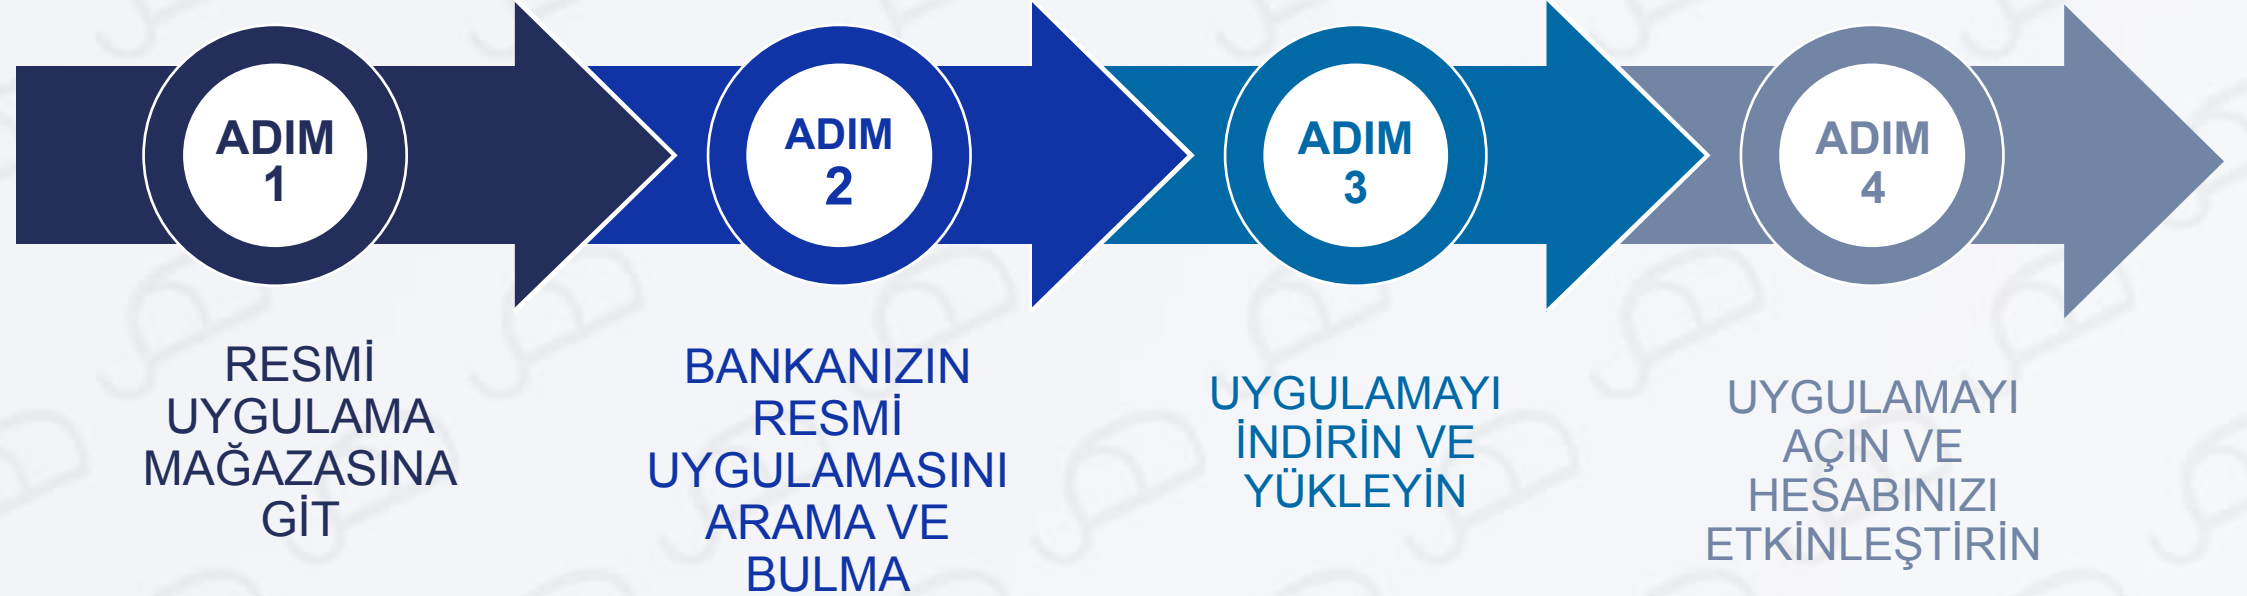 ADIM
1
RESMİ
UYGULAMA
MAĞAZASINA
GİT
ADIM
2
BANKANIZIN
RESMİ
UYGULAMASINI
ARAMA VE
BULMA
ADIM
3
UYGULAMAYI
İNDİRİN VE
YÜKLEYİN
ADIM
4
UYGULAMAYI
AÇIN VE
HESABINIZI
ETKİNLEŞTİRİN